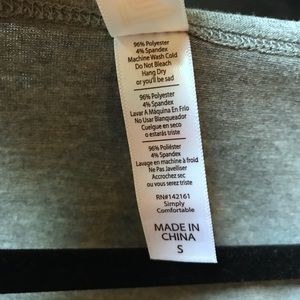 96% Polyester
4% Spandex
Machine Wash Cold
Do Not Bleach
Hang Dry
or you'll be sad
96% Polyester
4% Spandex
Lavar A Máquina En Frío
No Usar Blanqueador
Cuelgue en seco
o estarás triste
96% Poliéster
4% Spandex
Lavage en machine à froid
Ne Pas Javelliser
Accrochez sec
ou vous serez triste
RN#142161
Simply
Comfortable
MADE IN
CHINA
S